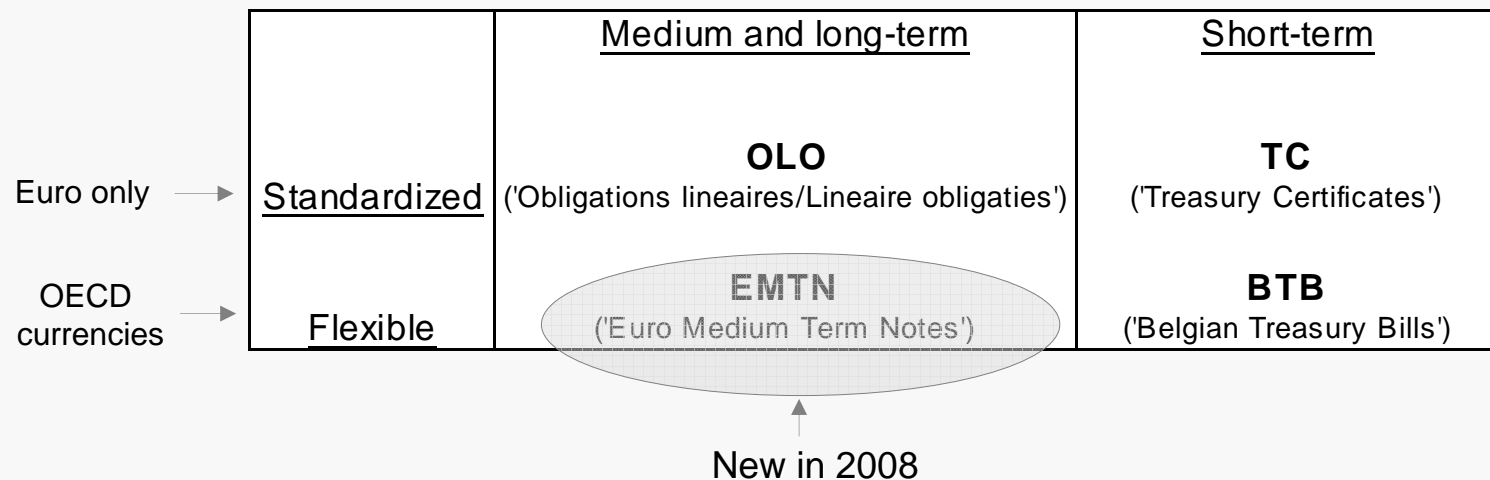 Medium and long-term
Short-term
OLO
TC
Euro only
Standardized
('Obligations lineaires/Lineaire obligaties')
('Treasury Certificates')
EMTN
BTB
OECD
currencies
Flexible
('Euro Medium Term Notes')
('Belgian Treasury Bills')
New in 2008